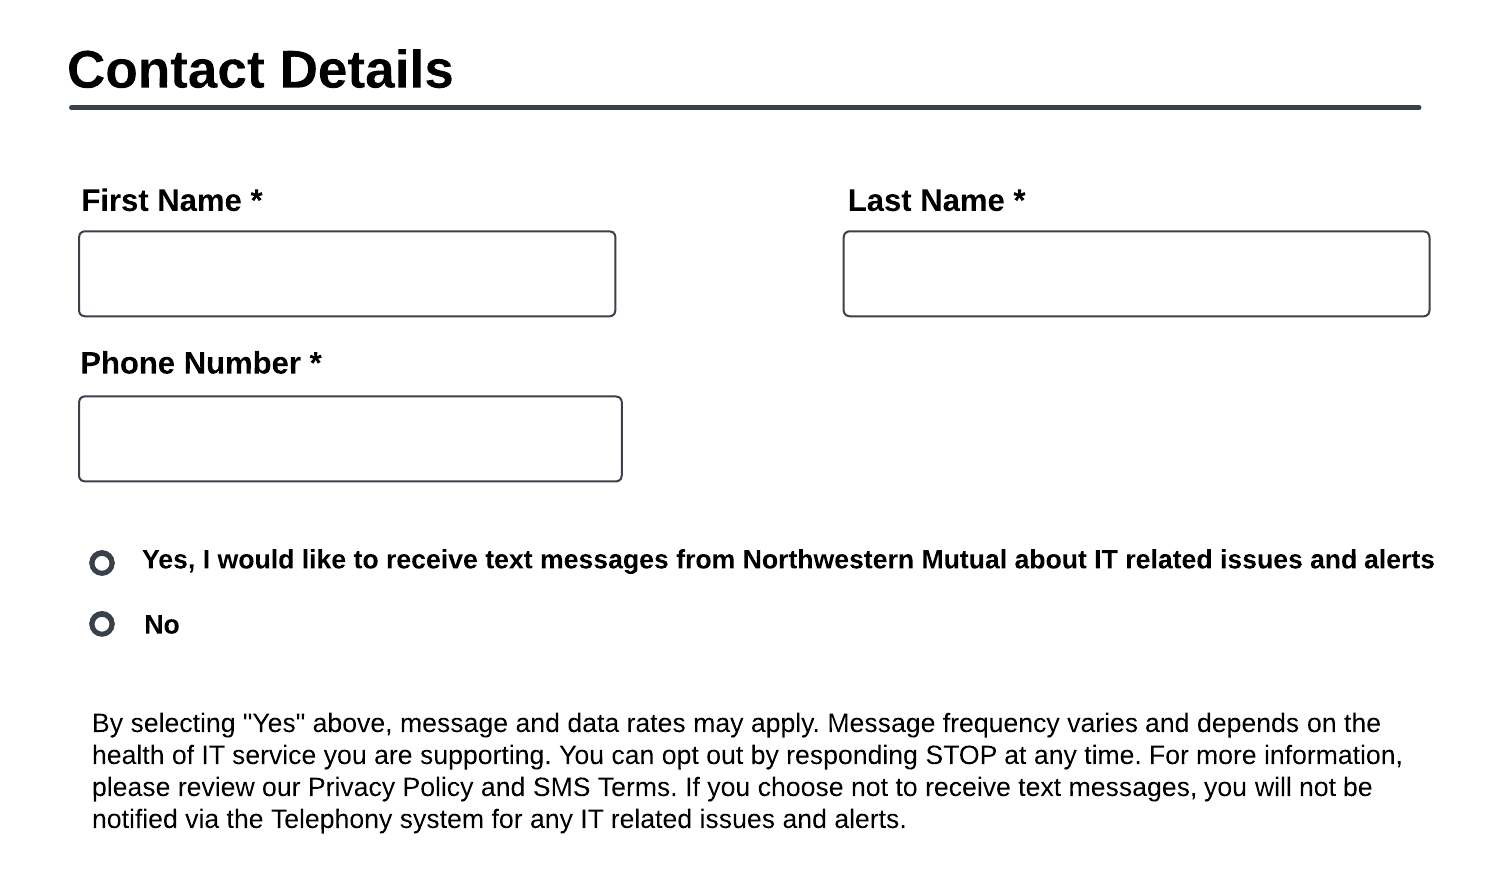 Contact Details
First Name *
Last Name *
Phone Number *
Yes, I would like to receive text messages from Northwestern Mutual about IT related issues and alerts
No
By selecting "Yes" above, message and data rates may apply. Message frequency varies and depends on the
health of IT service you are supporting. You can opt out by responding STOP at any time. For more information,
please review our Privacy Policy and SMS Terms. If you choose not to receive text messages, you will not be
notified via the Telephony system for any IT related issues and alerts.